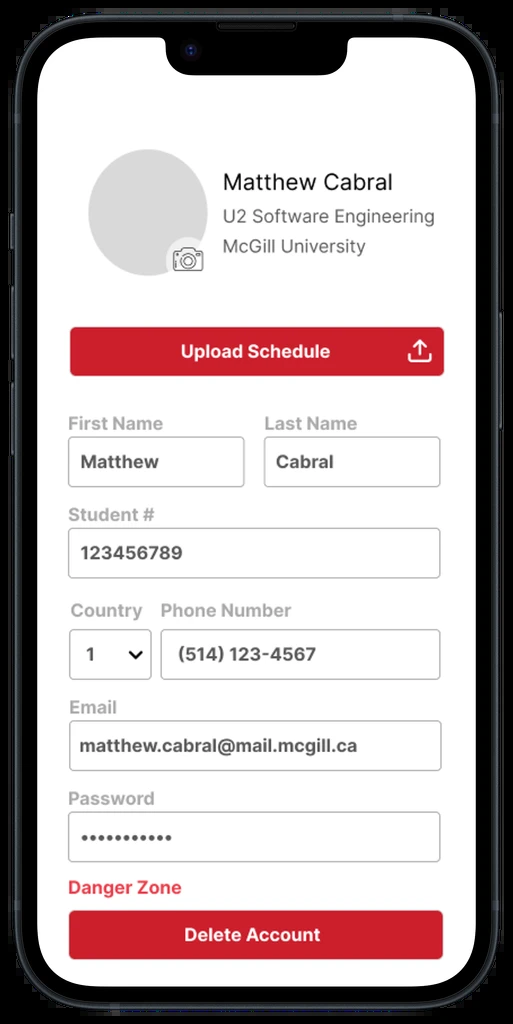 Matthew Cabral
U2 Software Engineering
McGill University
Upload Schedule
First Name Last Name
Matthew Cabral
Student #
123456789
Country Phone Number
1 (514) 123-4567
Email
matthew.cabral@mail.mcgill.ca
Password
•••••••••••
Danger Zone
Delete Account